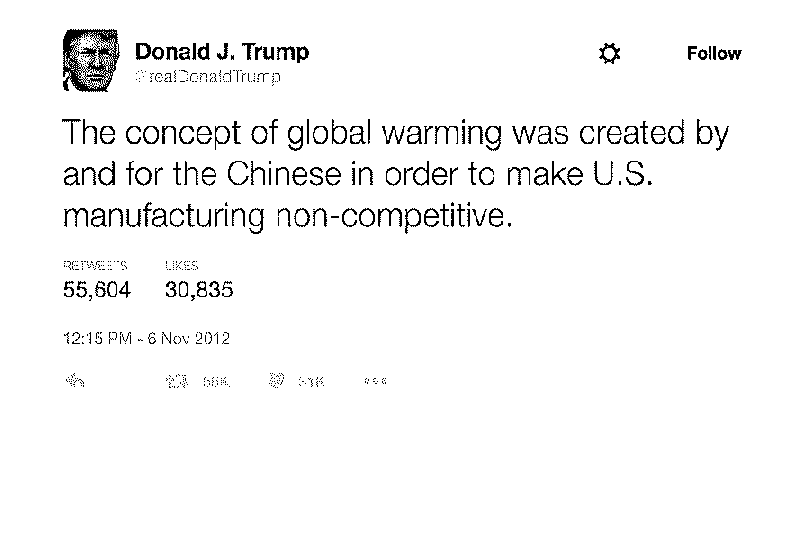 Donald J. Trump
@realDonaldTrump
Follow
The concept of global warming was created by
and for the Chinese in order to make U.S.
manufacturing non-competitive.
RETWEETS LIKES
55,604 30,835
12:15 PM - 6 Nov 2012
56K 31K